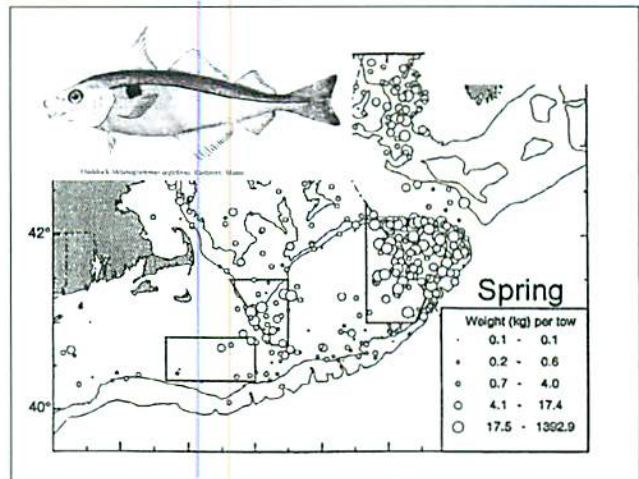 Haddock
42°
Spring
Weight (kg) per tow
0.1 - 0.1
0.2 - 0.6
0.7 - 4.0
4.1 - 17.4
17.5 - 1392.9
40°